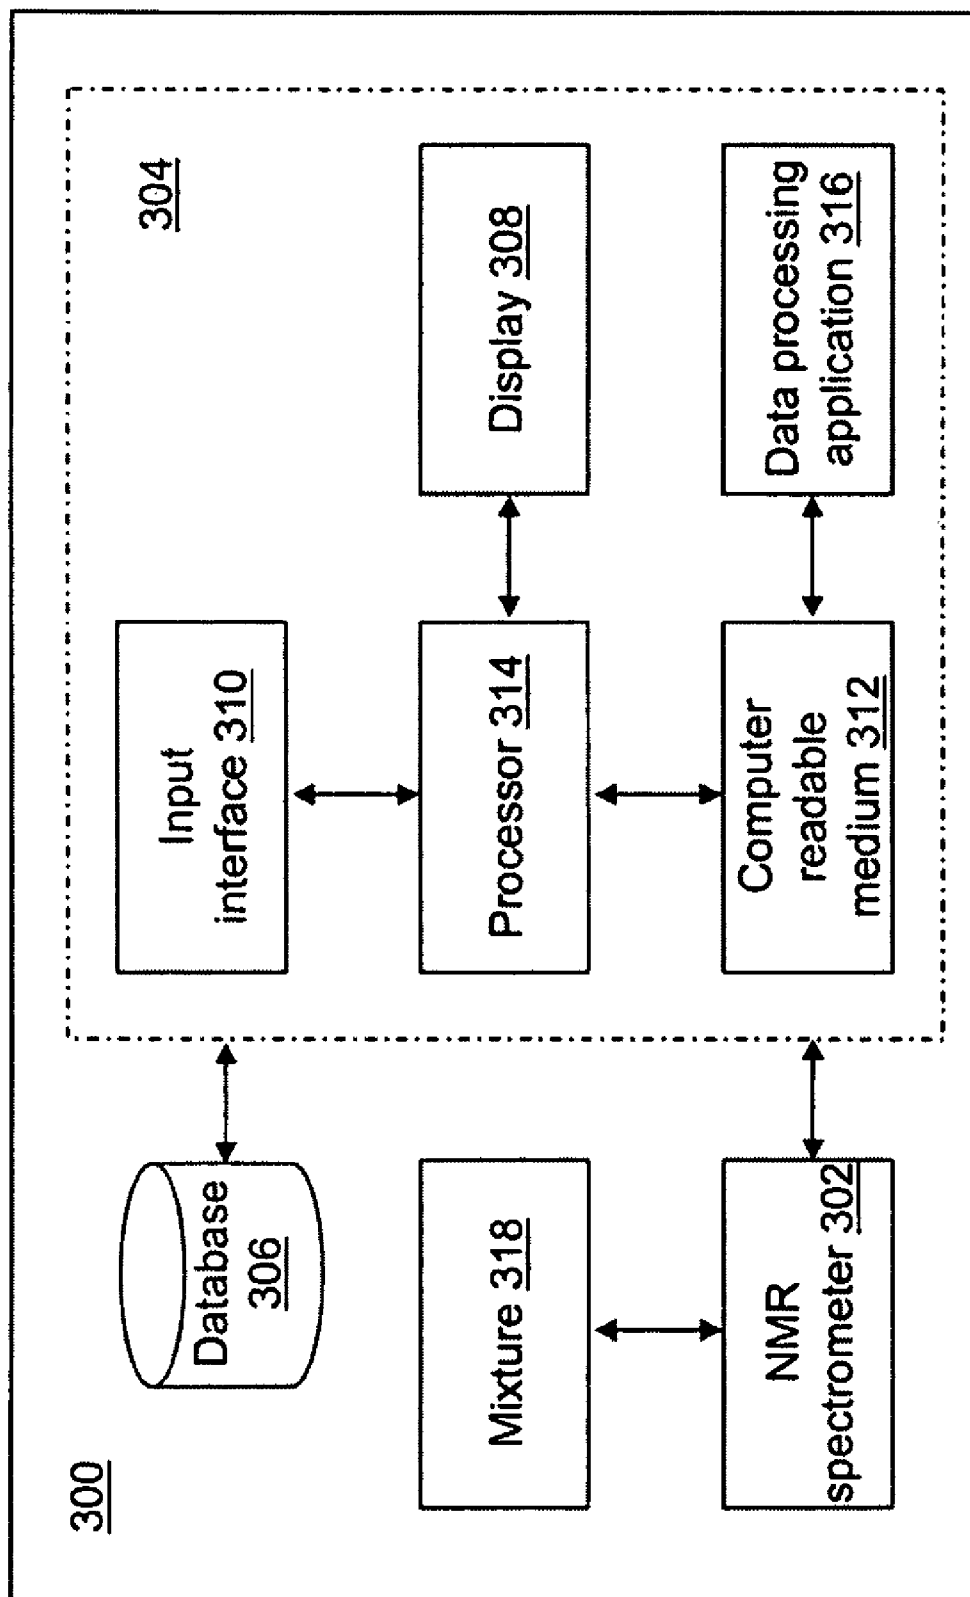 300
Database
306
304
Input
interface 310
Mixture 318
Processor 314
Display 308
NMR
spectrometer 302
Computer
readable
medium 312
Data processing
application 316